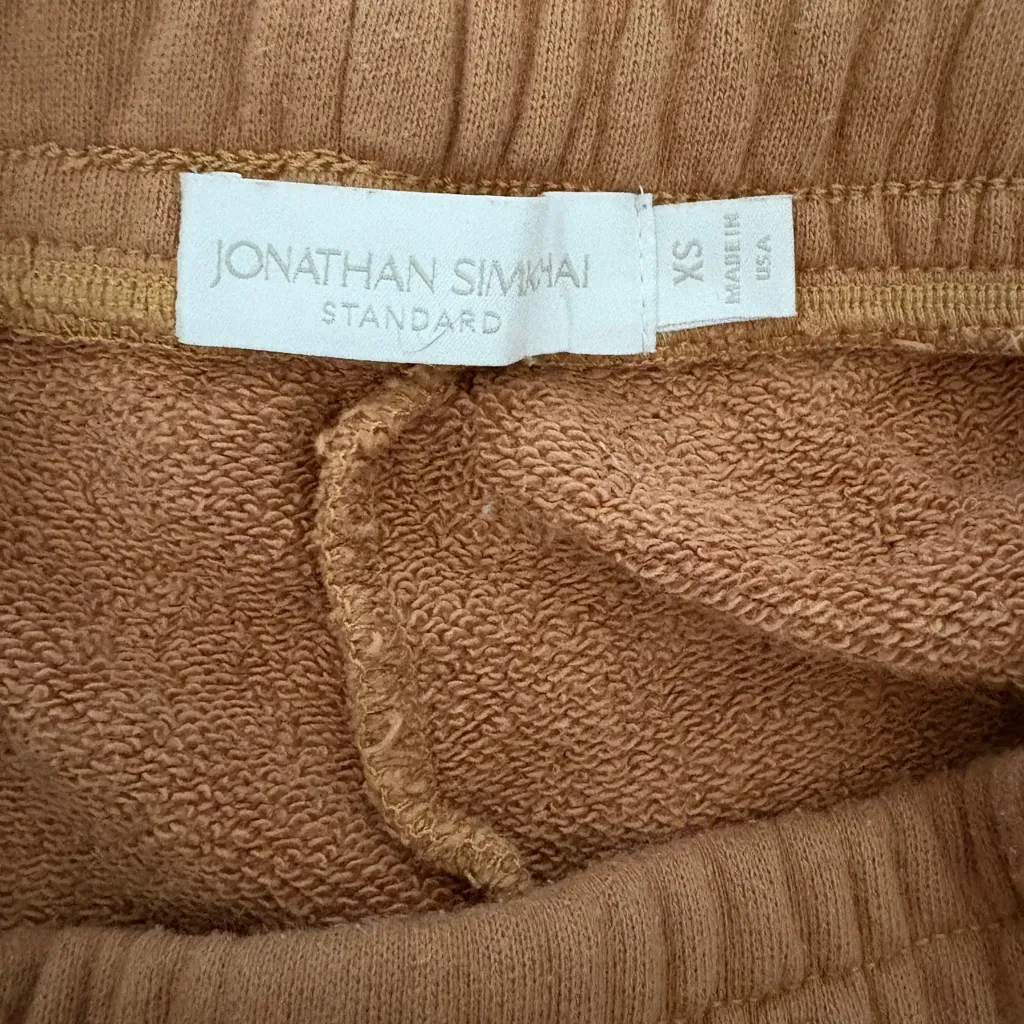 JONATHAN SIMKHAI
STANDARD
XS
MADE IN
USA